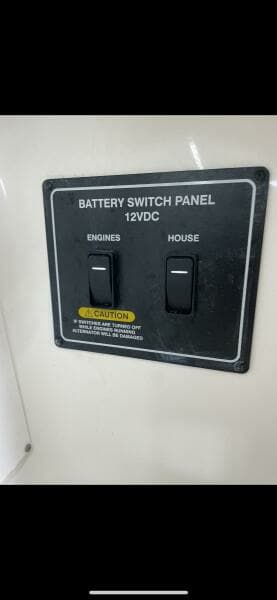 BATTERY SWITCH PANEL
12VDC
ENGINES HOUSE
CAUTION
IF SWITCHES ARE TURNED OFF
WHILE ENGINES RUNNING
ALTERNATOR WILL BE DAMAGED